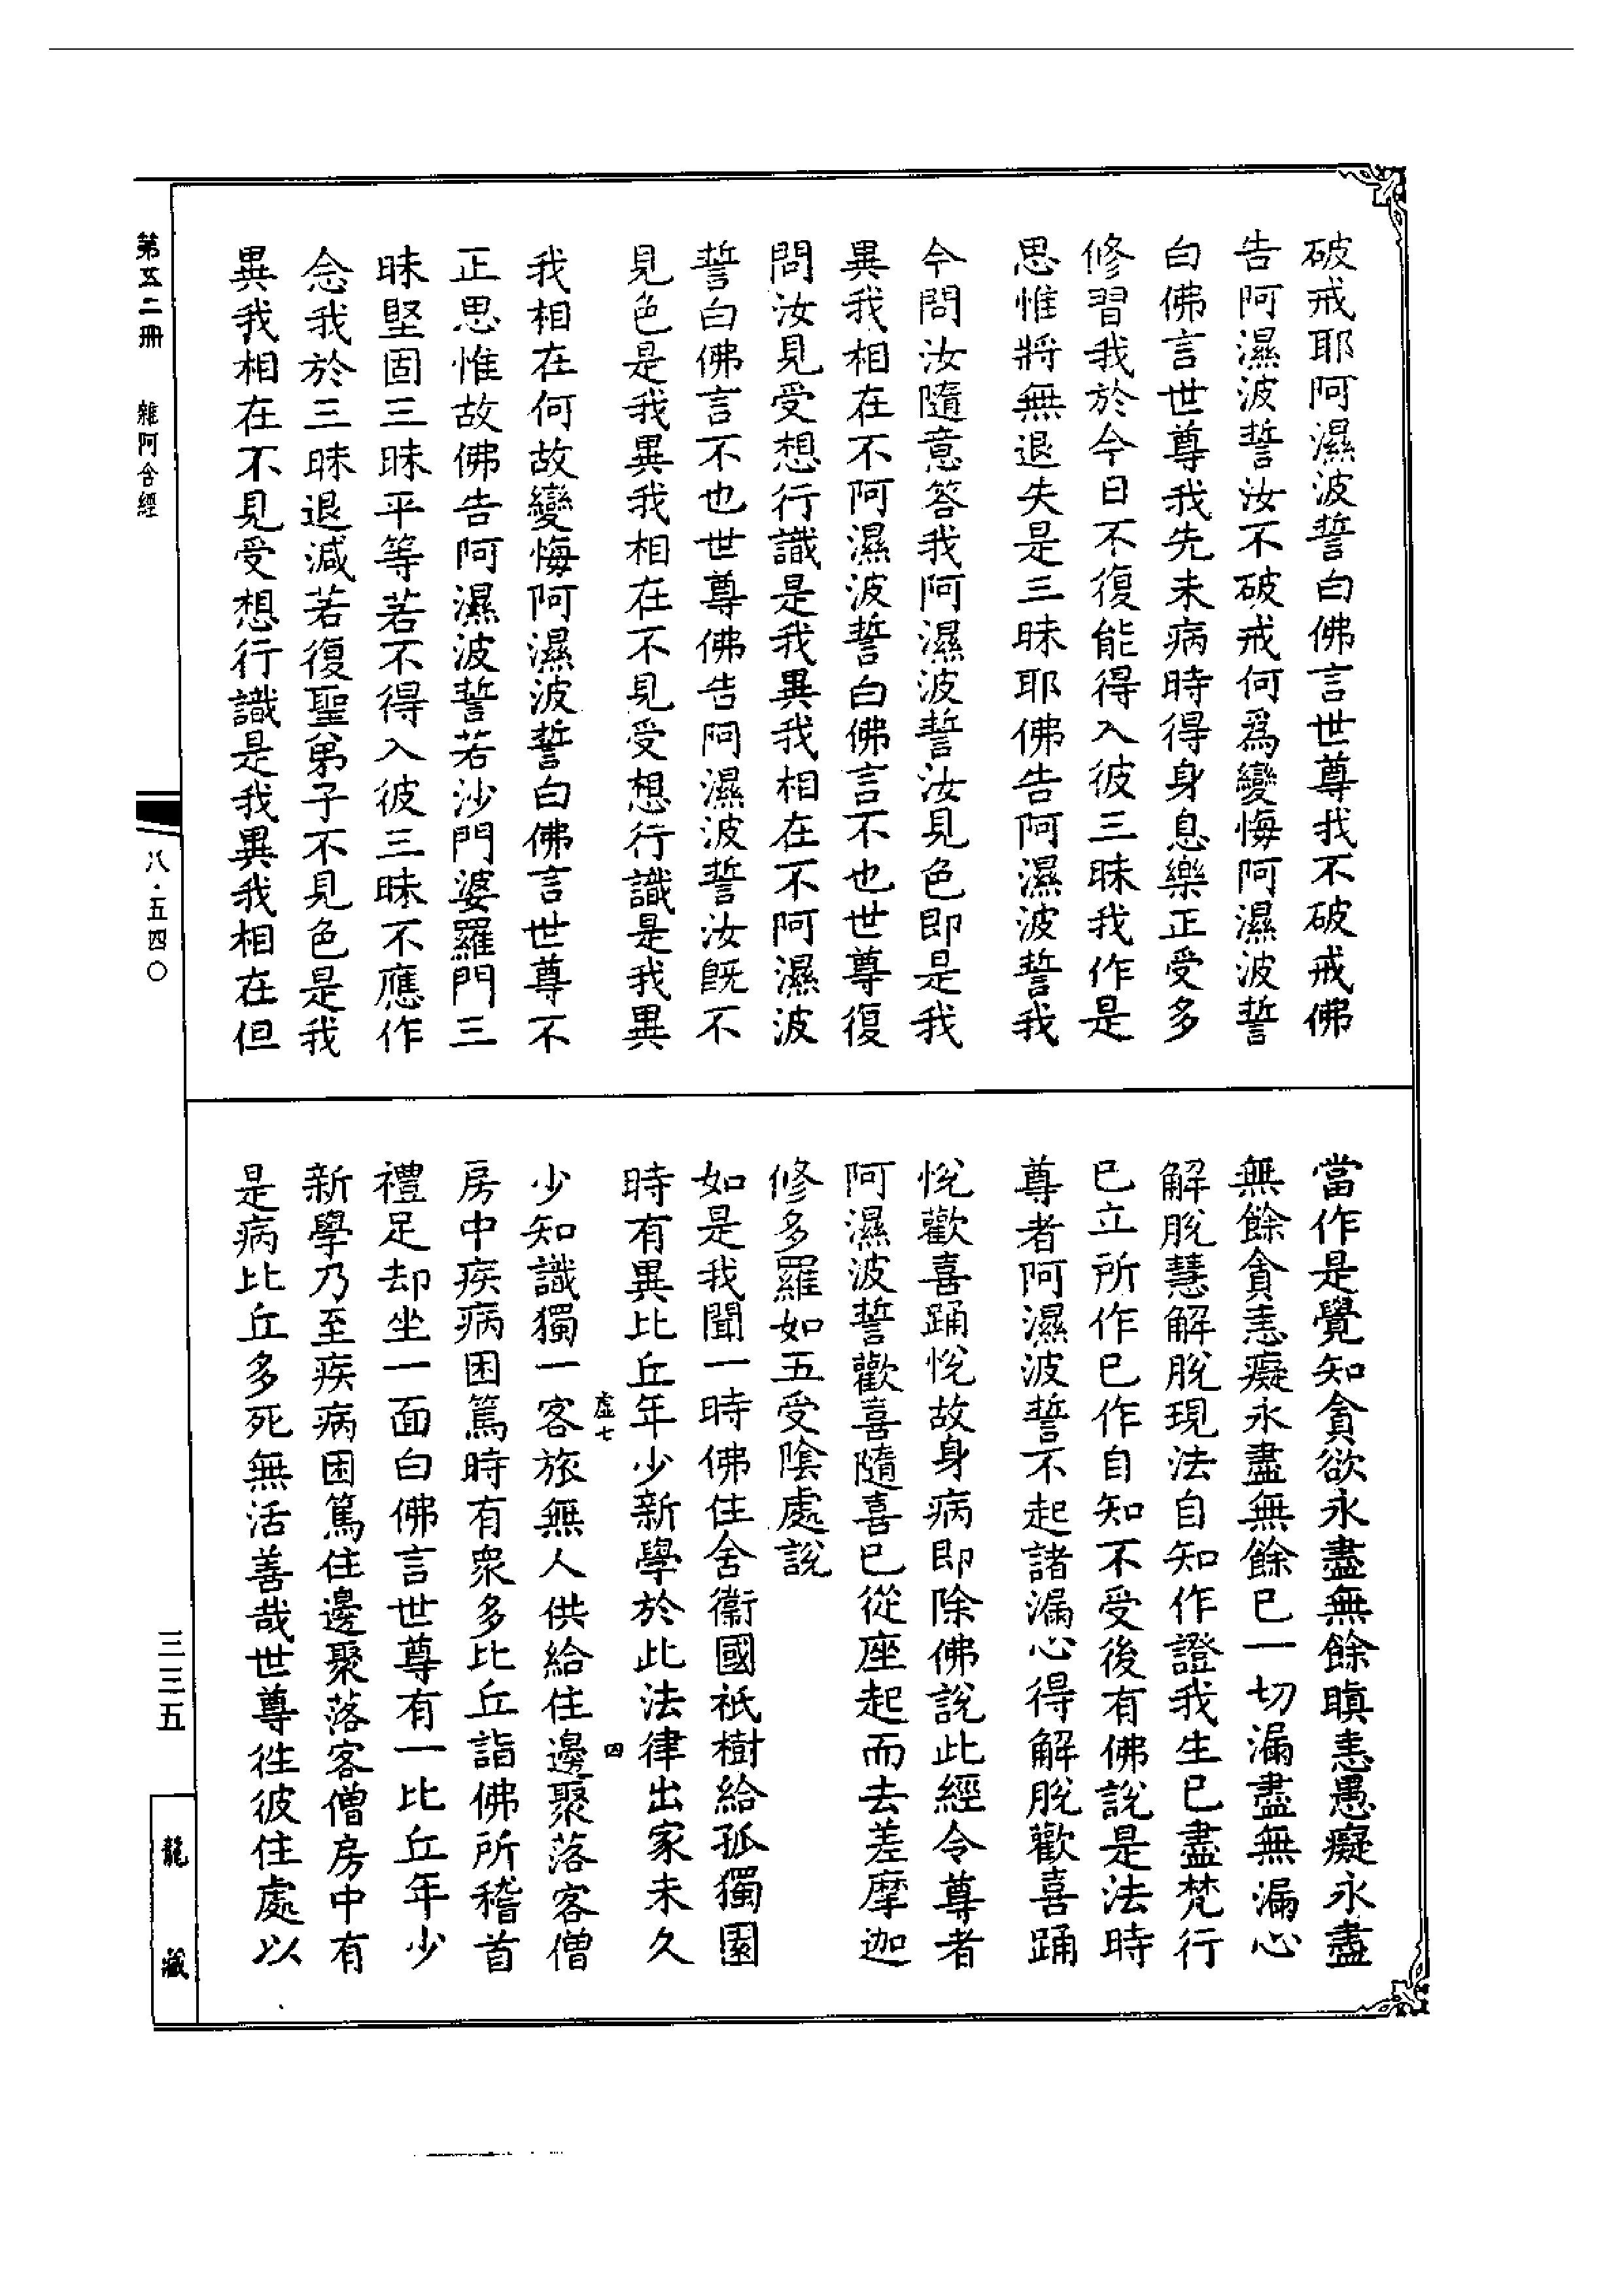 破戒耶阿濕波誓白佛言世尊我不破戒佛
告阿濕波誓汝不破戒何爲變悔阿濕波誓
白佛言世尊我先未病時得身息樂正受多
修習我於今日不復能得入彼三昧我作是
思惟將無退失是三昧耶佛告阿濕波誓我
今問汝隨意答我阿濕波誓汝見色即是我
異我相在不阿濕波誓白佛言不也世尊復
問汝見受想行識是我異我相在不阿濕波
誓白佛言不也世尊佛告阿濕波誓汝旣不
見色是我異我相在不見受想行識是我異
我相在何故變悔阿濕波誓白佛言世尊不
正思惟故佛告阿濕波誓若沙門婆羅門三
昧堅固三昧平等若不得入彼三昧不應作
念我於三昧退減若復聖弟子不見色是我
異我相在不見受想行識是我異我相在但
當作是覺知貪欲永盡無餘瞋恚愚癡永盡
無餘貪恚癡永盡無餘已一切漏盡無漏心
解脫慧解脫現法自知作證我生已盡梵行
已立所作已作自知不受後有佛說是法時
尊者阿濕波誓不起諸漏心得解脫歡喜踊
悅歡喜踊悅故身病即除佛說此經令尊者
阿濕波誓歡喜隨喜已從座起而去差摩迦
修多羅如五受陰處說
如是我聞一時佛住舍衞國祇樹給孤獨園
時有異比丘年少新學於此法律出家未久
虛七 四
少知識獨一客旅無人供給住邊聚落客僧
房中疾病困篤時有衆多比丘詣佛所稽首
禮足却坐一面白佛言世尊有一比丘年少
新學乃至疾病困篤住邊聚落客僧房中有
是病比丘多死無活善哉世尊往彼住處以
第五二冊 雜阿含經 八·五四〇 三三五 龍藏